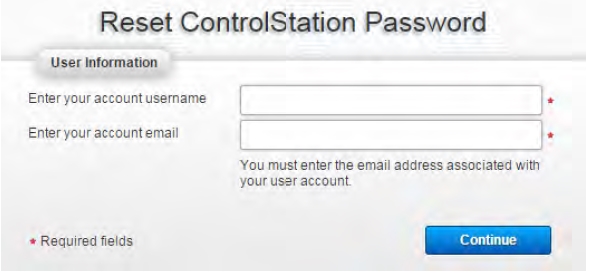 Reset ControlStation Password
User Information
Enter your account username
*
Enter your account email
*
You must enter the email address associated with
your user account.
* Required fields
Continue